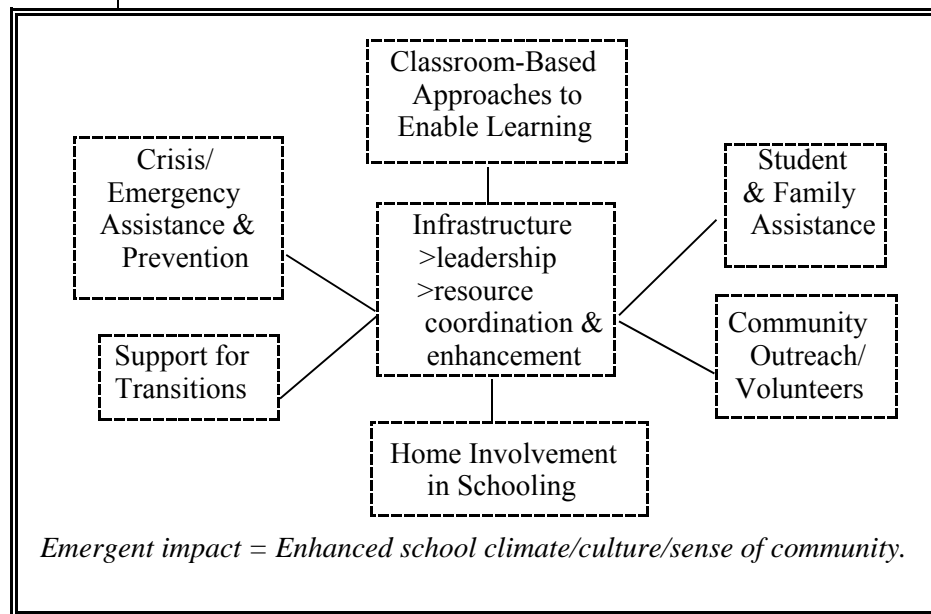 Classroom-Based
Approaches to
Enable Learning
Crisis/
Emergency
Assistance &
Prevention
Student
& Family
Assistance
Infrastructure
>leadership
>resource
coordination &
enhancement
Support for
Transitions
Community
Outreach/
Volunteers
Home Involvement
in Schooling
Emergent impact = Enhanced school climate/culture/sense of community.